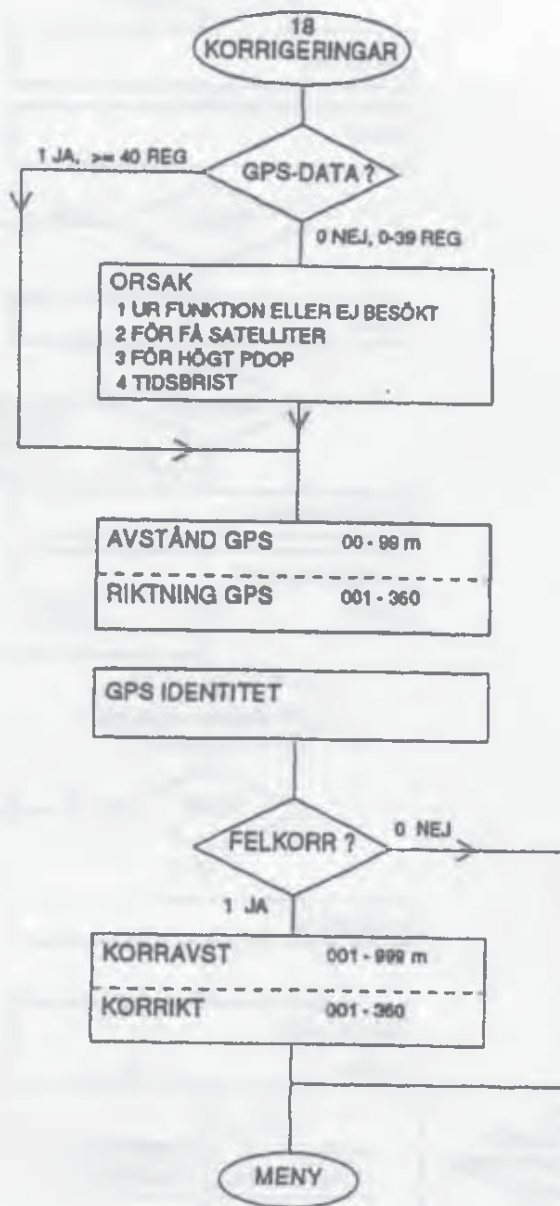 18
KORRIGERINGAR
GPS-DATA ?
1 JA, >= 40 REG
0 NEJ, 0-39 REG
ORSAK
1 UR FUNKTION ELLER EJ BESÖKT
2 FÖR FÅ SATELLITER
3 FÖR HÖGT PDOP
4 TIDSBRIST
AVSTÅND GPS 00 - 99 m
RIKTNING GPS 001 - 360
GPS IDENTITET
FELKORR ? 0 NEJ
1 JA
KORRAVST 001 - 999 m
KORRIKT 001 - 360
MENY